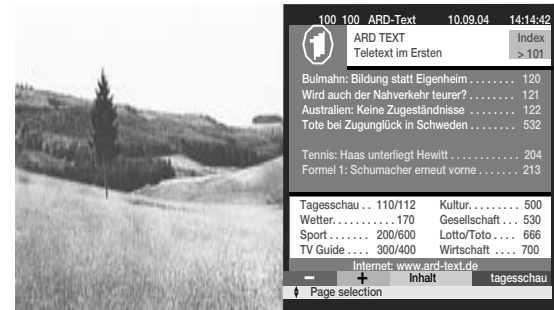 100 100 ARD-Text 10.09.04 14:14:42
ARD TEXT Index
Teletext im Ersten > 101
Bulmahn: Bildung statt Eigenheim . . . . . . . . 120
Wird auch der Nahverkehr teurer? . . . . . . . . 121
Australien: Keine Zugeständnisse . . . . . . . . 122
Tote bei Zugunglück in Schweden . . . . . . . . 532
Tennis: Haas unterliegt Hewitt . . . . . . . . . . . . 204
Formel 1: Schumacher erneut vorne . . . . . . . 213
Tagesschau . . 110/112 Kultur. . . . . . . . . 500
Wetter. . . . . . . . . . . 170 Gesellschaft . . . 530
Sport . . . . . . . 200/600 Lotto/Toto . . . . 666
TV Guide . . . . 300/400 Wirtschaft . . . . 700
Internet: www.ard-text.de
− + Inhalt tagesschau
Page selection